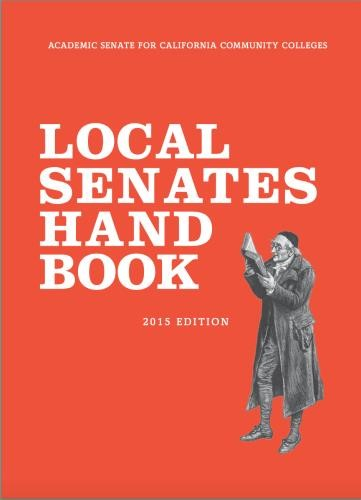 ACADEMIC SENATE FOR CALIFORNIA COMMUNITY COLLEGES
LOCAL
SENATES
HAND
BOOK
2015 EDITION